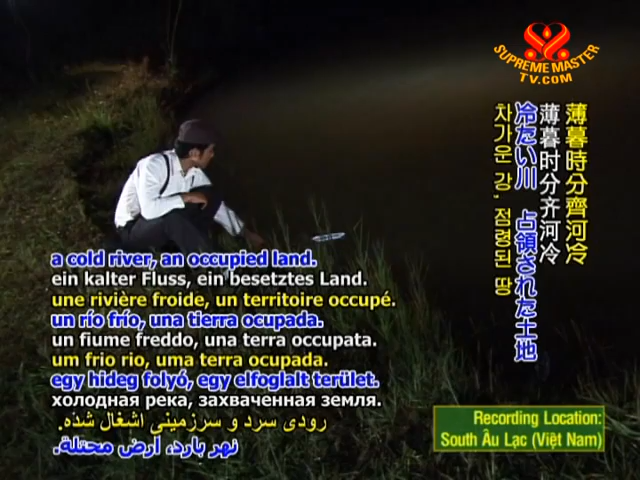 SUPREME MASTER
TV.COM
薄暮時分齊河冷
薄暮时分齐河冷
冷たい川　占領された土地
차가운 강, 점령된 땅
a cold river, an occupied land.
ein kalter Fluss, ein besetztes Land.
une rivière froide, un territoire occupé.
un río frío, una tierra ocupada.
un fiume freddo, una terra occupata.
um frio rio, uma terra ocupada.
egy hideg folyó, egy elfoglalt terület.
холодная река, захваченная земля.
رودی سرد و سرزمینی اشغال شده.
نهر بارد، ارض محتلة.
Recording Location:
South Âu Lạc (Việt Nam)